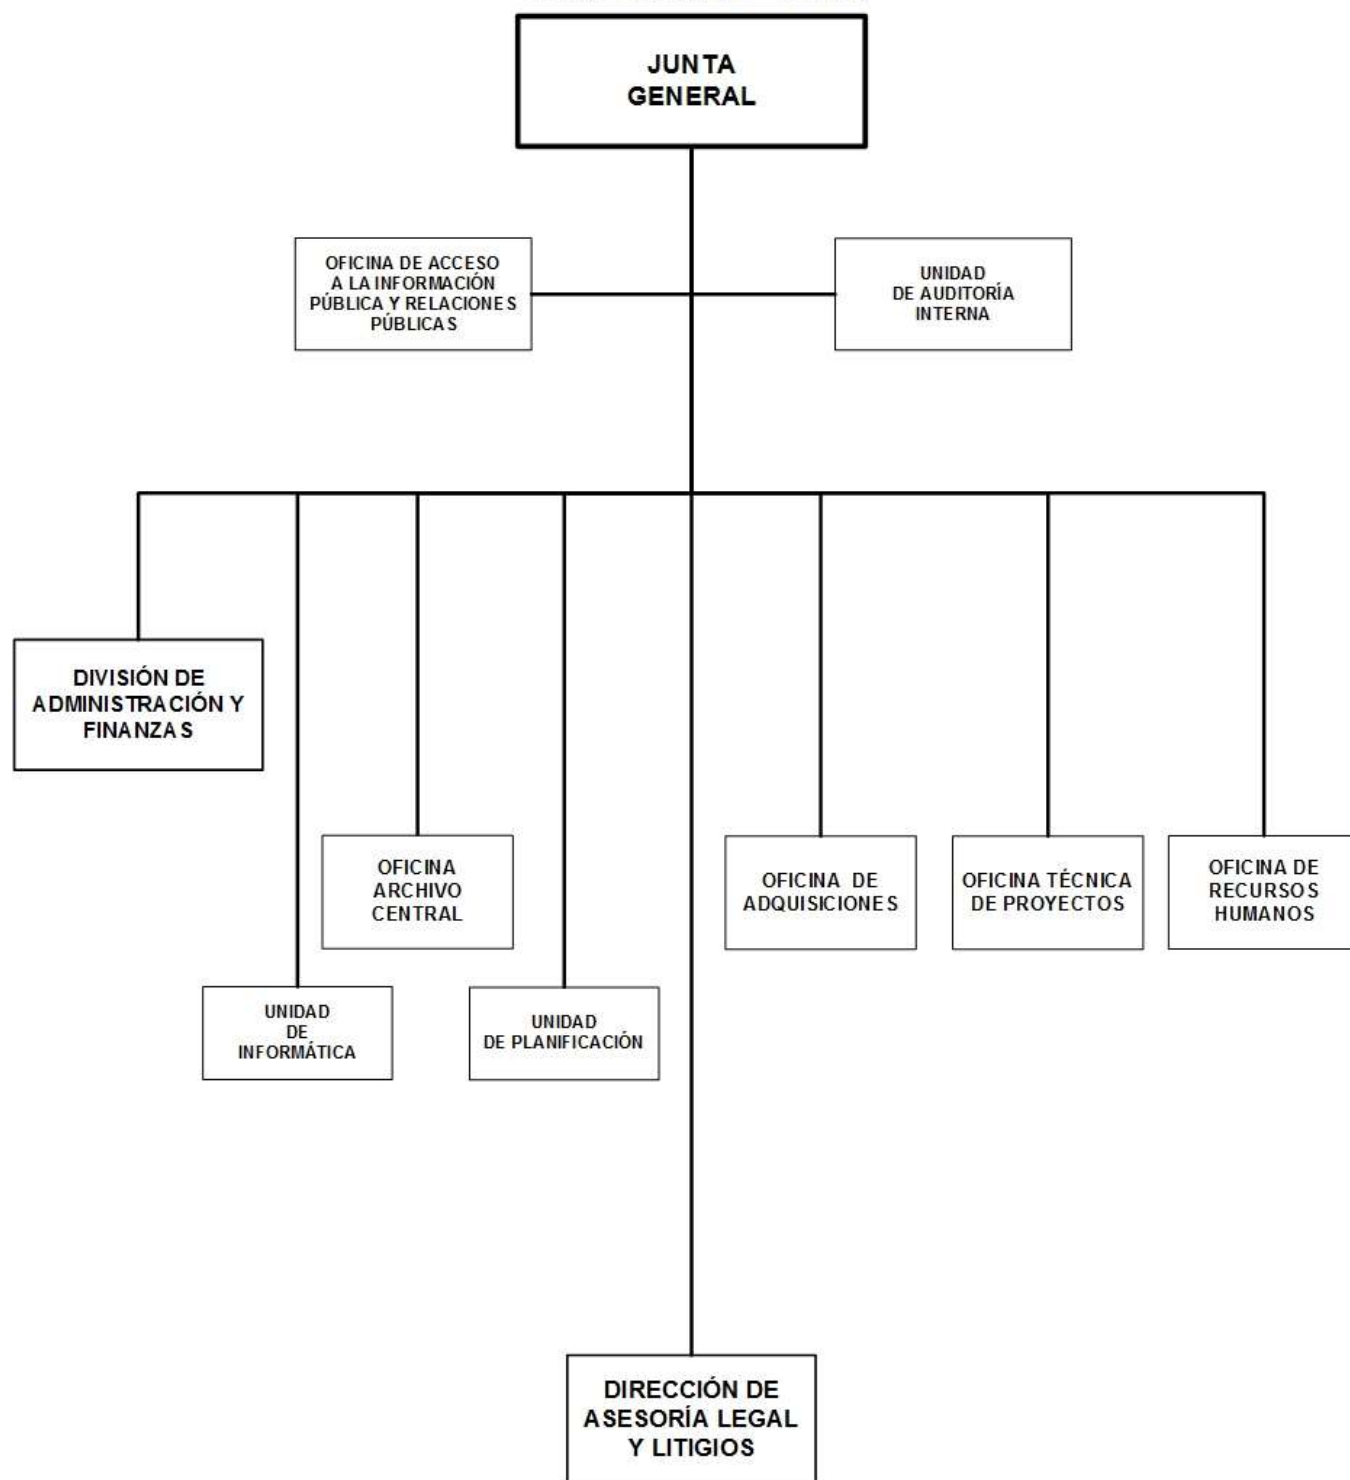 JUNTA
GENERAL
OFICINA DE ACCESO
A LA INFORMACIÓN
PÚBLICA Y RELACIONES
PÚBLICAS
UNIDAD
DE AUDITORÍA
INTERNA
DIVISIÓN DE
ADMINISTRACIÓN Y
FINANZAS
OFICINA
ARCHIVO
CENTRAL
OFICINA DE
ADQUISICIONES
OFICINA TÉCNICA
DE PROYECTOS
OFICINA DE
RECURSOS
HUMANOS
UNIDAD
DE
INFORMÁTICA
UNIDAD
DE PLANIFICACIÓN
DIRECCIÓN DE
ASESORÍA LEGAL
Y LITIGIOS